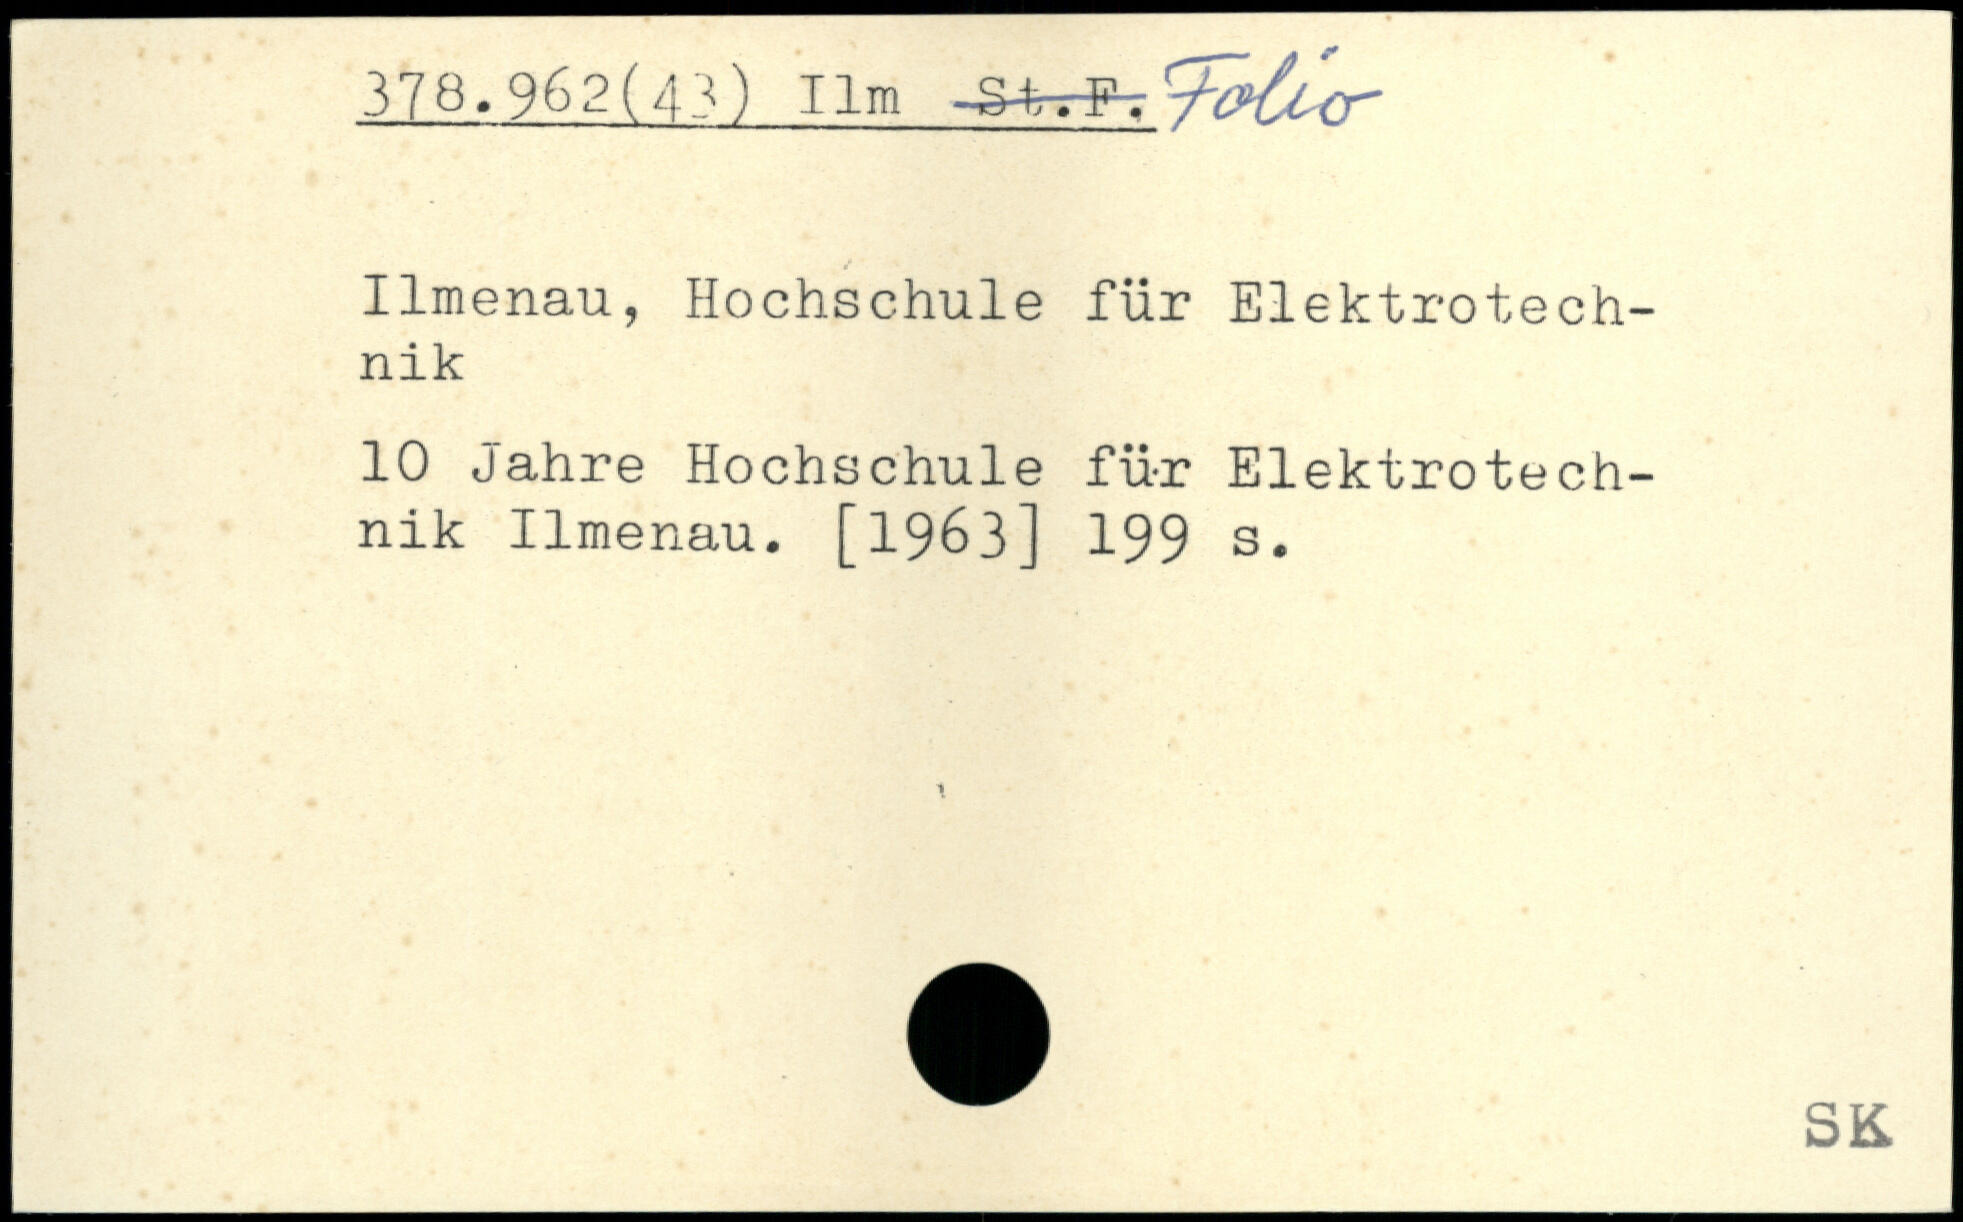 378.962(43) Ilm St.F. Folio
Ilmenau, Hochschule für Elektrotech-
nik
10 Jahre Hochschule für Elektrotech-
nik Ilmenau. [1963] 199 s.
SK